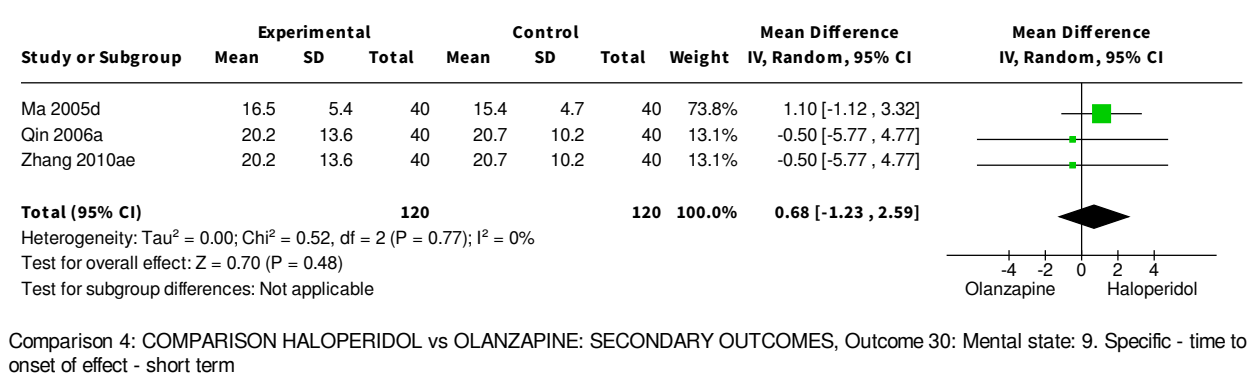 Experimental Control Mean Difference Mean Difference
Study or Subgroup Mean SD Total Mean SD Total Weight IV, Random, 95% CI IV, Random, 95% CI
Ma 2005d 16.5 5.4 40 15.4 4.7 40 73.8% 1.10 [-1.12 , 3.32]
Qin 2006a 20.2 13.6 40 20.7 10.2 40 13.1% -0.50 [-5.77 , 4.77]
Zhang 2010ae 20.2 13.6 40 20.7 10.2 40 13.1% -0.50 [-5.77 , 4.77]
Total (95% CI) 120 120 100.0% 0.68 [-1.23 , 2.59]
Heterogeneity: Tau² = 0.00; Chi² = 0.52, df = 2 (P = 0.77); I² = 0%
Test for overall effect: Z = 0.70 (P = 0.48) -4 -2 0 2 4
Test for subgroup differences: Not applicable Olanzapine Haloperidol
Comparison 4: COMPARISON HALOPERIDOL vs OLANZAPINE: SECONDARY OUTCOMES, Outcome 30: Mental state: 9. Specific - time to
onset of effect - short term